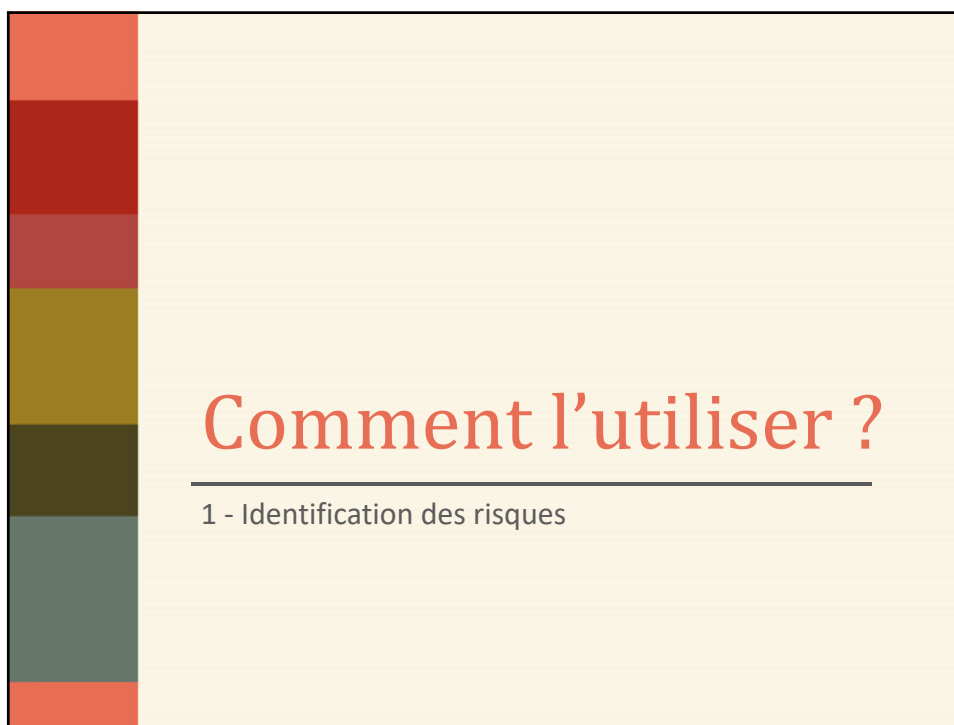 Comment l’utiliser ?
1 - Identification des risques